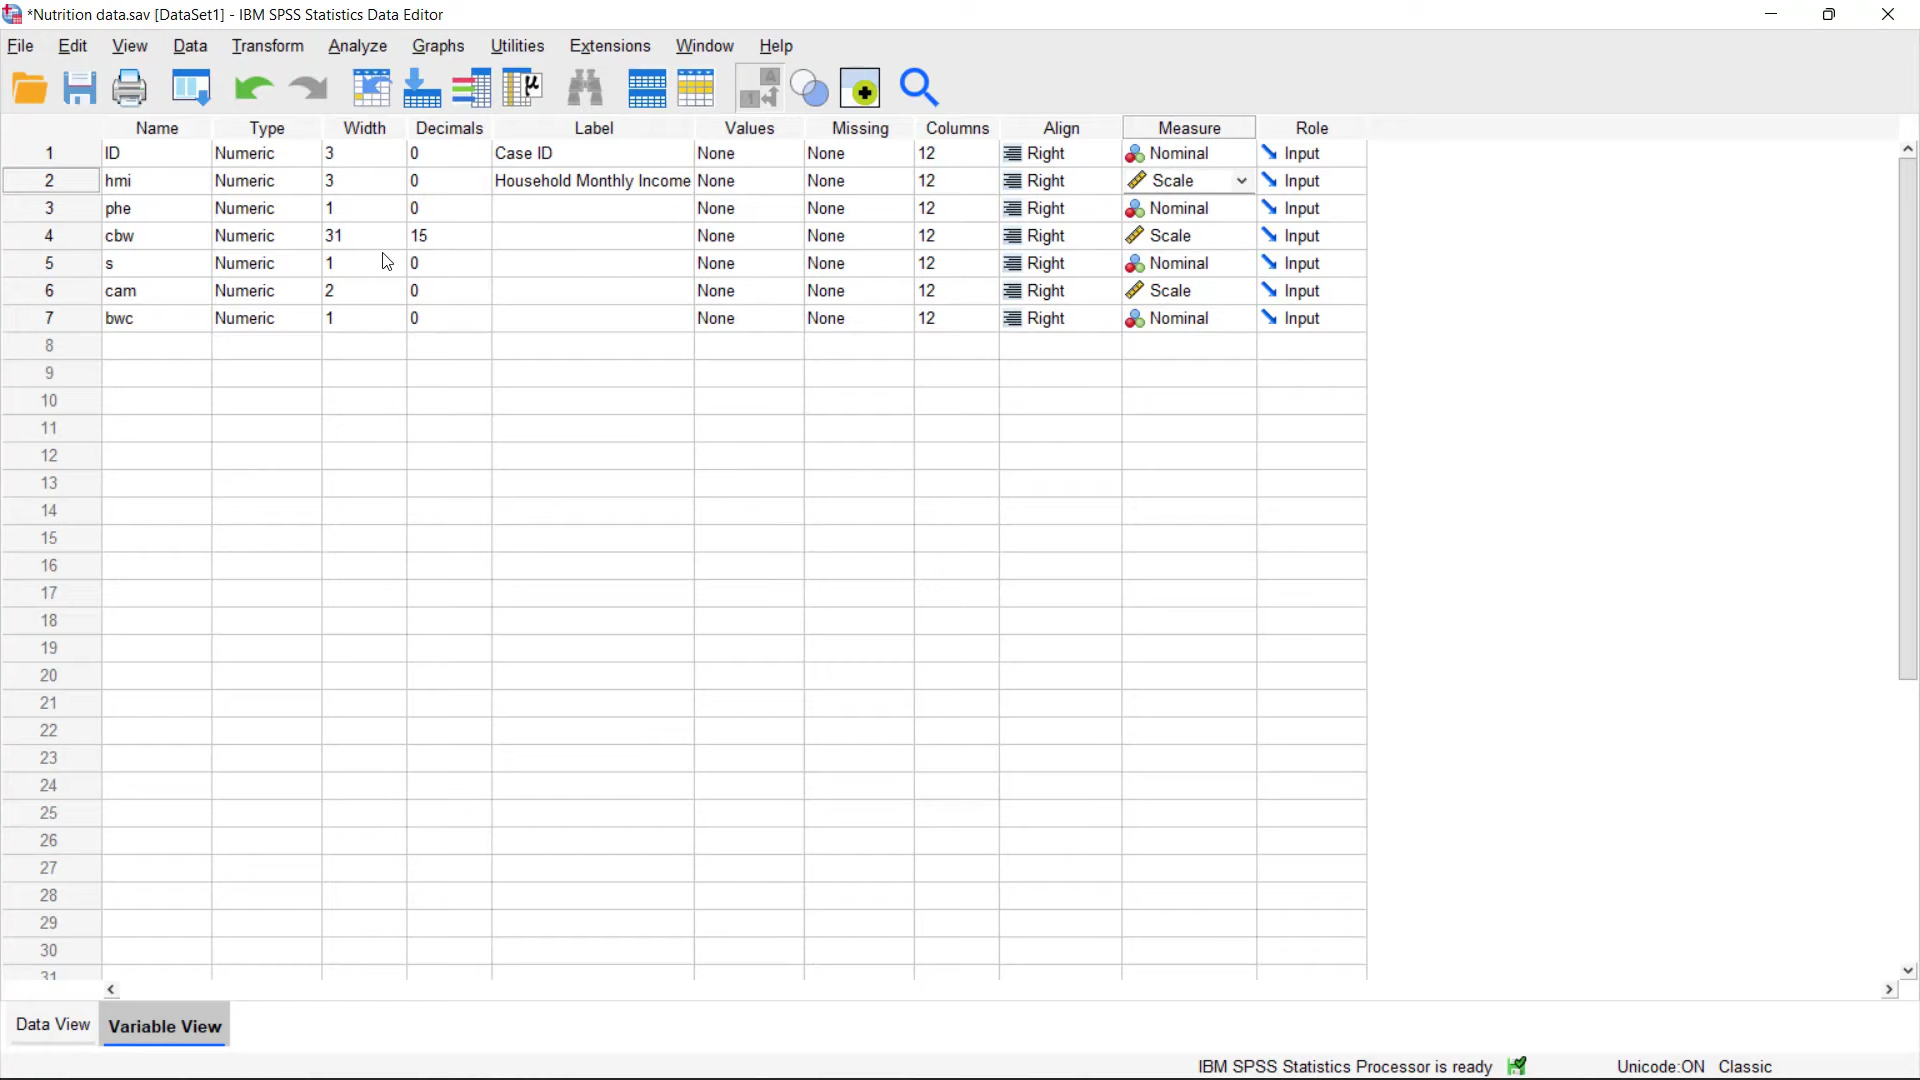 *Nutrition data.sav [DataSet1] - IBM SPSS Statistics Data Editor
File Edit View Data Transform Analyze Graphs Utilities Extensions Window Help
Name Type Width Decimals Label Values Missing Columns Align Measure Role
1 ID Numeric 3 0 Case ID None None 12 Right Nominal Input
2 hmi Numeric 3 0 Household Monthly Income None None 12 Right Scale Input
3 phe Numeric 1 0 None None 12 Right Nominal Input
4 cbw Numeric 31 15 None None 12 Right Scale Input
5 s Numeric 1 0 None None 12 Right Nominal Input
6 cam Numeric 2 0 None None 12 Right Scale Input
7 bwc Numeric 1 0 None None 12 Right Nominal Input
8
9
10
11
12
13
14
15
16
17
18
19
20
21
22
23
24
25
26
27
28
29
30
31
Data View Variable View
IBM SPSS Statistics Processor is ready Unicode:ON Classic